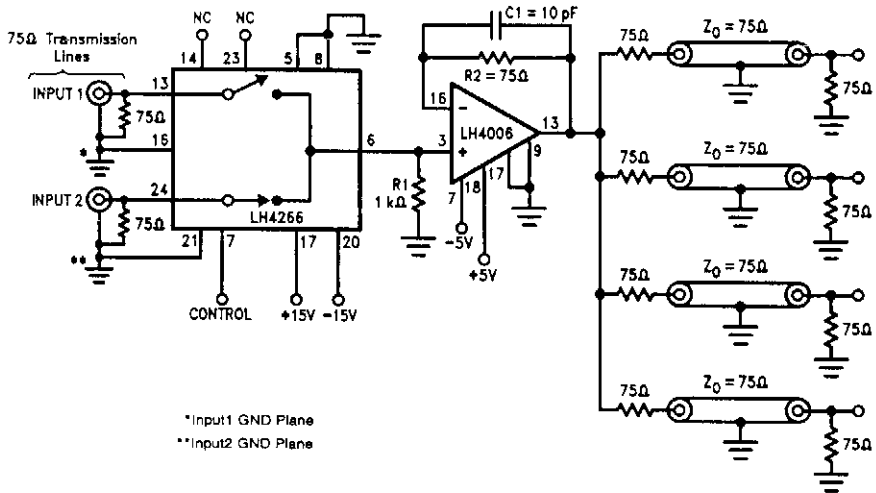 C1 = 10 pF
R2 = 75Ω
75Ω Transmission
Lines
NC
NC
14
23
5
8
INPUT 1
13
75Ω
16
*
INPUT 2
24
75Ω
21
**
LH4266
7
17
20
CONTROL
+15V
-15V
6
R1
1 kΩ
16
-
3
+
LH4006
13
9
17
18
7
-5V
+5V
75Ω
Z₀ = 75Ω
75Ω
75Ω
Z₀ = 75Ω
75Ω
75Ω
Z₀ = 75Ω
75Ω
75Ω
Z₀ = 75Ω
75Ω
*Input1 GND Plane
**Input2 GND Plane